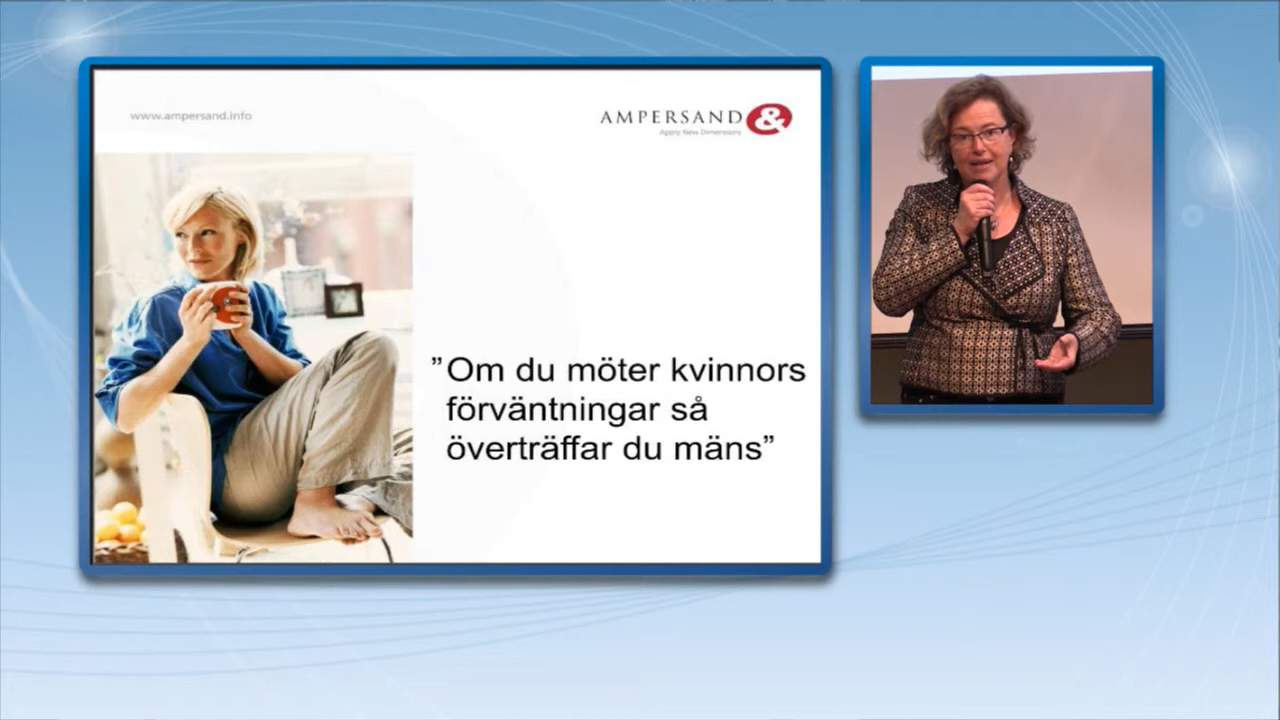 www.ampersand.info
AMPERSAND &
Apply New Dimensions
”Om du möter kvinnors
förväntningar så
överträffar du mäns”